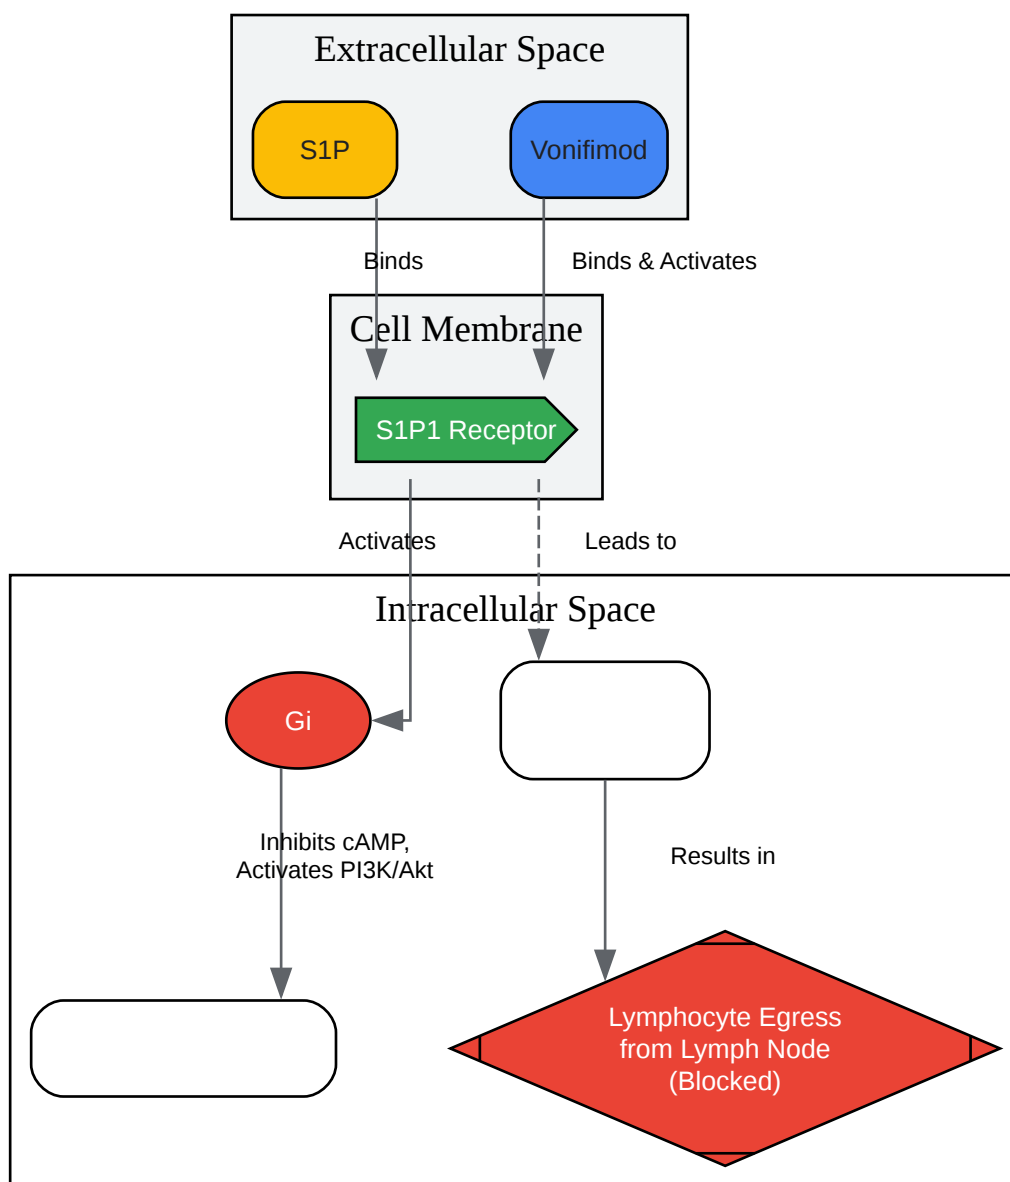 Extracellular Space
S1P
Vonifimod
Binds
Binds & Activates
Cell Membrane
S1P1 Receptor
Activates
Leads to
Intracellular Space
Gi
Inhibits cAMP,
Activates PI3K/Akt
Results in
Lymphocyte Egress
from Lymph Node
(Blocked)